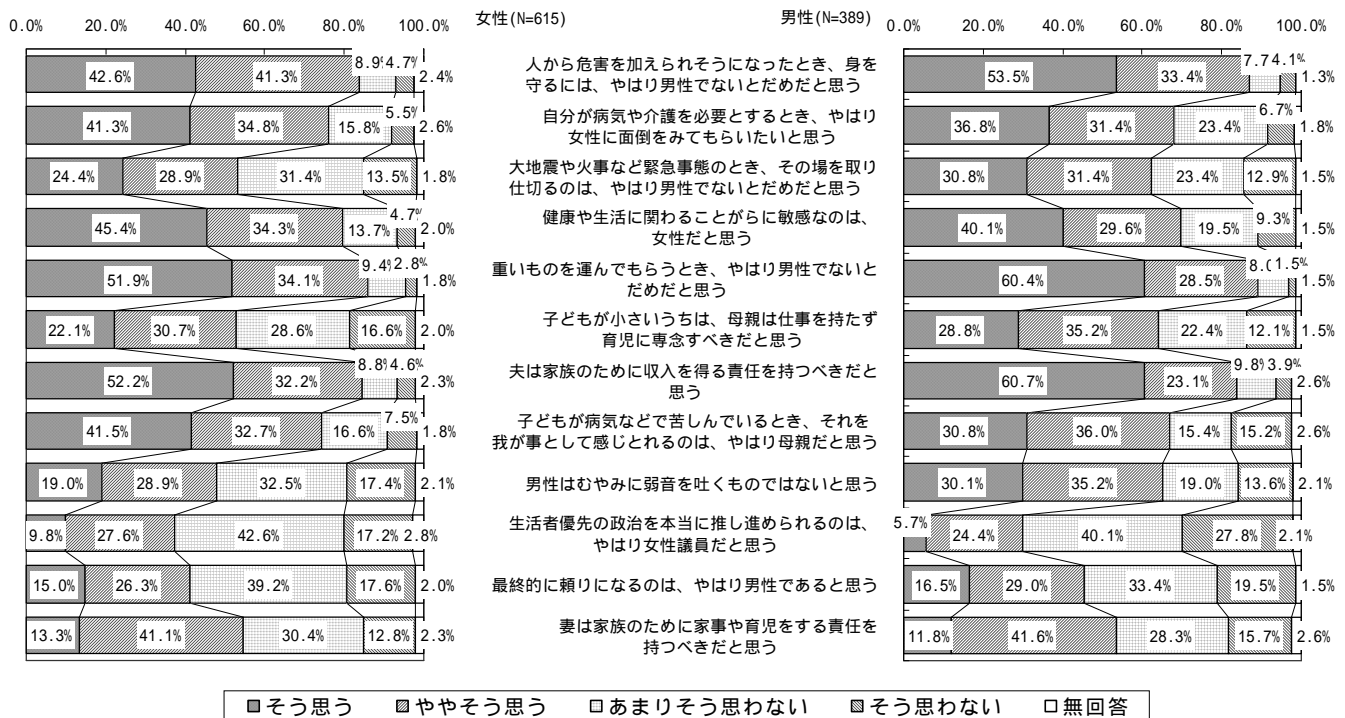 女性(N=615) 男性(N=389)
0.0% 20.0% 40.0% 60.0% 80.0% 100.0% 0.0% 20.0% 40.0% 60.0% 80.0% 100.0%
42.6% 41.3% 8.9% 4.7% 2.4% 人から危害を加えられそうになったとき、身を 53.5% 33.4% 7.7 4.1% 1.3%
守るには、やはり男性でないとだめだと思う
41.3% 34.8% 15.8% 5.5% 2.6% 自分が病気や介護を必要とするとき、やはり 36.8% 31.4% 23.4% 6.7% 1.8%
女性に面倒をみてもらいたいと思う
24.4% 28.9% 31.4% 13.5% 1.8% 大地震や火事など緊急事態のとき、その場を取り 30.8% 31.4% 23.4% 12.9% 1.5%
仕切るのは、やはり男性でないとだめだと思う
45.4% 34.3% 13.7% 4.7% 2.0% 健康や生活に関わることがらに敏感なのは、 40.1% 29.6% 19.5% 9.3% 1.5%
女性だと思う
51.9% 34.1% 9.4% 2.8% 1.8% 重いものを運んでもらうとき、やはり男性でないと 60.4% 28.5% 8.0 1.5% 1.5%
だめだと思う
22.1% 30.7% 28.6% 16.6% 2.0% 子どもが小さいうちは、母親は仕事を持たず 28.8% 35.2% 22.4% 12.1% 1.5%
育児に専念すべきだと思う
52.2% 32.2% 8.8% 4.6% 2.3% 夫は家族のために収入を得る責任を持つべきだと 60.7% 23.1% 9.8% 3.9% 2.6%
思う
41.5% 32.7% 16.6% 7.5% 1.8% 子どもが病気などで苦しんでいるとき、それを 30.8% 36.0% 15.4% 15.2% 2.6%
我が事として感じとれるのは、やはり母親だと思う
19.0% 28.9% 32.5% 17.4% 2.1% 男性はむやみに弱音を吐くものではないと思う 30.1% 35.2% 19.0% 13.6% 2.1%
9.8% 27.6% 42.6% 17.2% 2.8% 生活者優先の政治を本当に推し進められるのは、 5.7% 24.4% 40.1% 27.8% 2.1%
やはり女性議員だと思う
15.0% 26.3% 39.2% 17.6% 2.0% 最終的に頼りになるのは、やはり男性であると思う 16.5% 29.0% 33.4% 19.5% 1.5%
13.3% 41.1% 30.4% 12.8% 2.3% 妻は家族のために家事や育児をする責任を 11.8% 41.6% 28.3% 15.7% 2.6%
持つべきだと思う
そう思う ややそう思う あまりそう思わない そう思わない 無回答